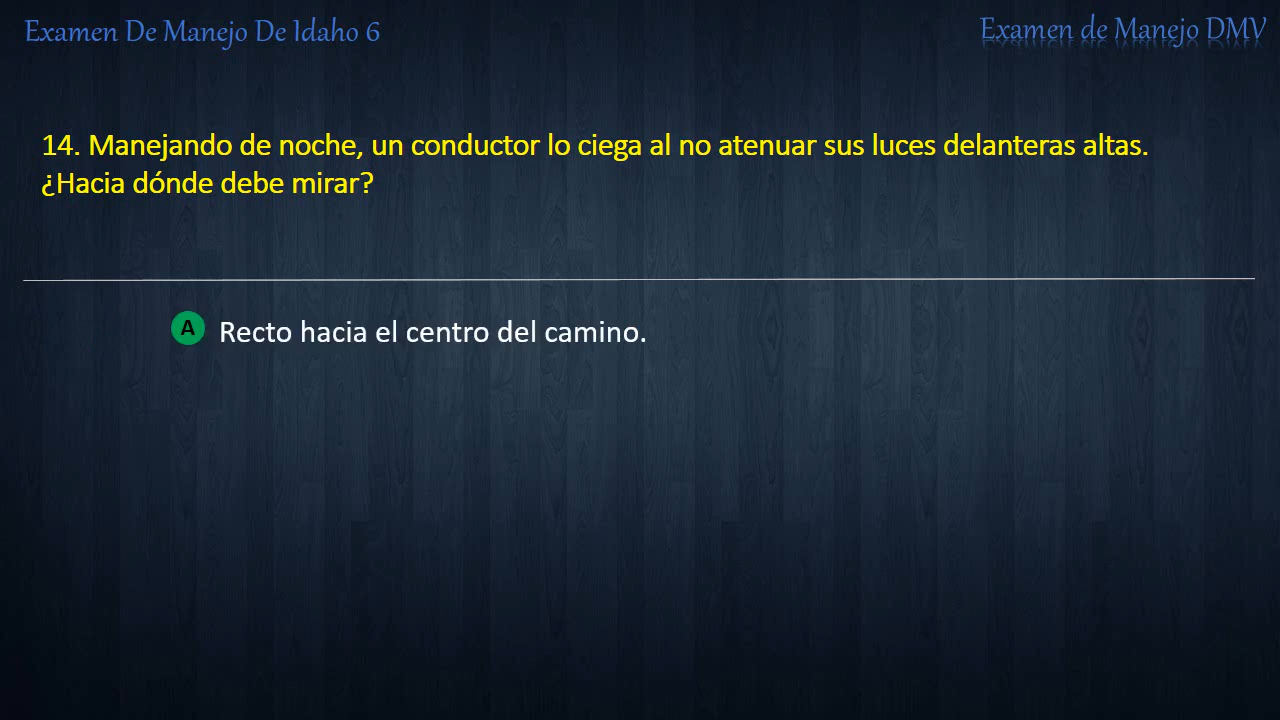 Examen De Manejo De Idaho 6
Examen de Manejo DMV
14. Manejando de noche, un conductor lo ciega al no atenuar sus luces delanteras altas.
¿Hacia dónde debe mirar?
A Recto hacia el centro del camino.